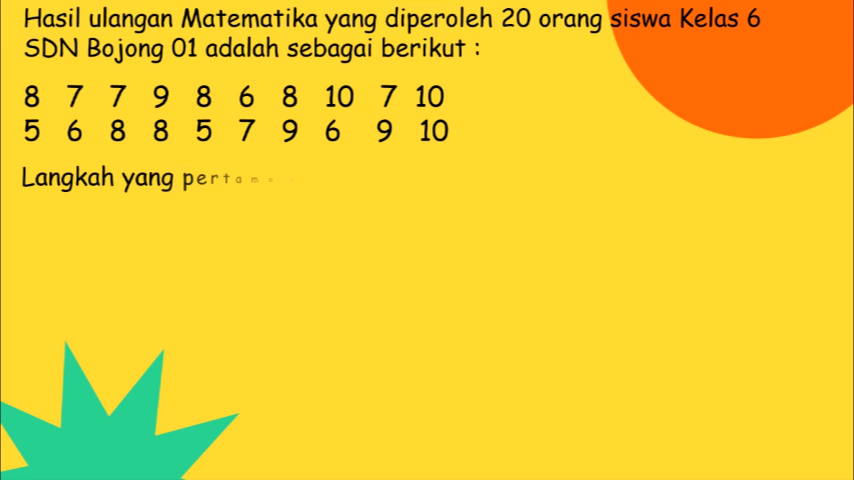 Hasil ulangan Matematika yang diperoleh 20 orang siswa Kelas 6
SDN Bojong 01 adalah sebagai berikut :
8 7 7 9 8 6 8 10 7 10
5 6 8 8 5 7 9 6 9 10
Langkah yang pertama